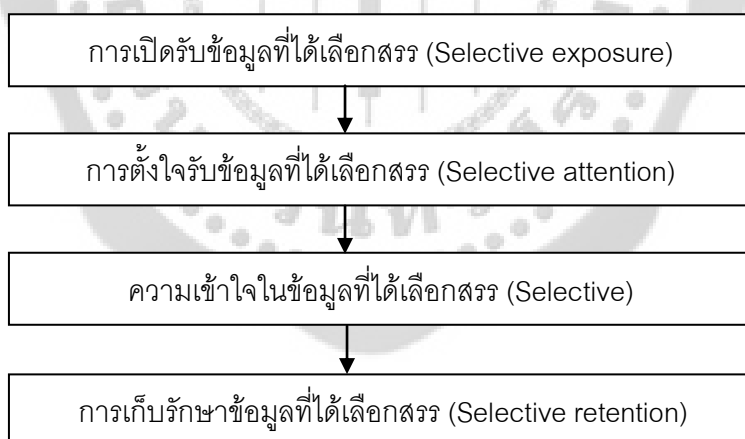 การเปิดรับข้อมูลที่ได้เลือกสรร (Selective exposure)
การตั้งใจรับข้อมูลที่ได้เลือกสรร (Selective attention)
ความเข้าใจในข้อมูลที่ได้เลือกสรร (Selective)
การเก็บรักษาข้อมูลที่ได้เลือกสรร (Selective retention)